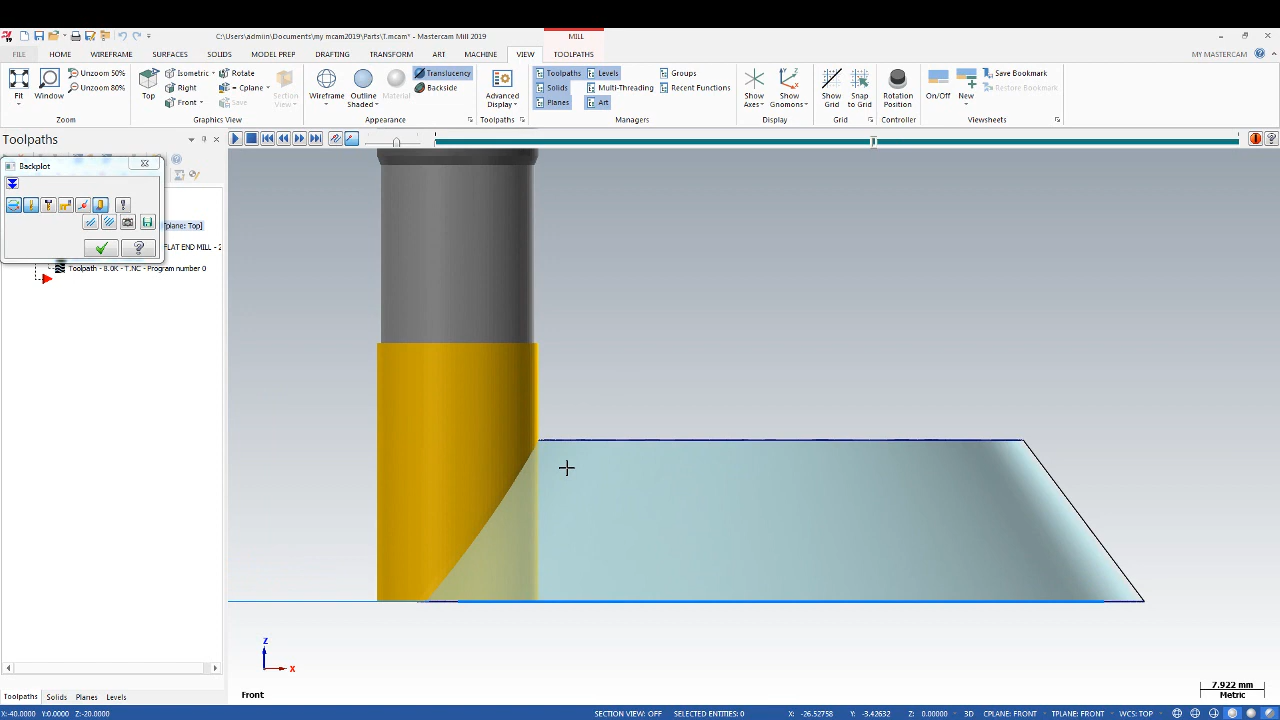 C:\Users\admiin\Documents\my mcam2019\Parts\T.mcam* - Mastercam Mill 2019
MILL
FILE HOME WIREFRAME SURFACES SOLIDS MODEL PREP DRAFTING TRANSFORM ART MACHINE VIEW TOOLPATHS MY MASTERCAM
Unzoom 50% Isometric Rotate Translucency Toolpaths Levels Groups Save Bookmark
Unzoom 80% Right = Cplane Backside Solids Multi-Threading Recent Functions Restore Bookmark
Front Save Planes Art
Fit Window Top Section View Wireframe Outline Shaded Material Advanced Display Show Axes Show Gnomons Show Grid Snap to Grid Rotation Position On/Off New
Zoom Graphics View Appearance Toolpaths Managers Display Grid Controller Viewsheets
Toolpaths
Backplot
Tplane: Top]
FLAT END MILL - 2
Toolpath - 8.0K - T.NC - Program number 0
Z
X
Front
7.922 mm
Metric
Toolpaths Solids Planes Levels
X:-40.0000 Y:0.0000 Z:-20.0000 SECTION VIEW: OFF SELECTED ENTITIES: 0 X: -26.52758 Y: -3.42632 Z: 0.00000 3D CPLANE: FRONT TPLANE: FRONT WCS: TOP